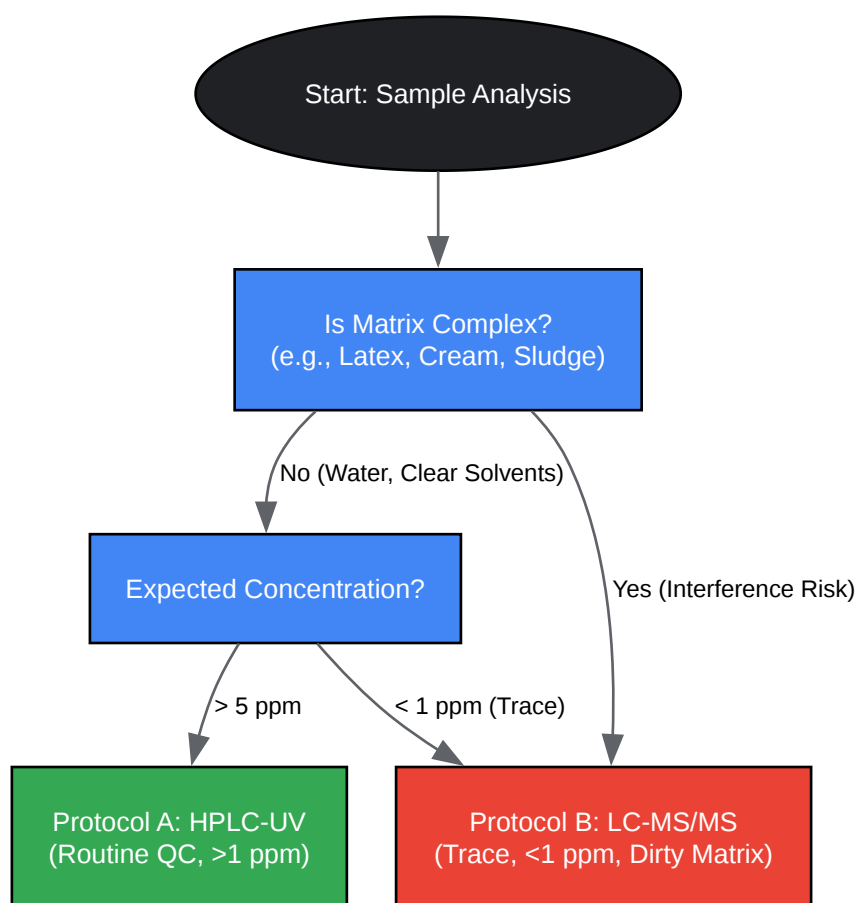 Start: Sample Analysis
Is Matrix Complex?
(e.g., Latex, Cream, Sludge)
No (Water, Clear Solvents)
Expected Concentration?
Yes (Interference Risk)
> 5 ppm
< 1 ppm (Trace)
Protocol A: HPLC-UV
(Routine QC, >1 ppm)
Protocol B: LC-MS/MS
(Trace, <1 ppm, Dirty Matrix)